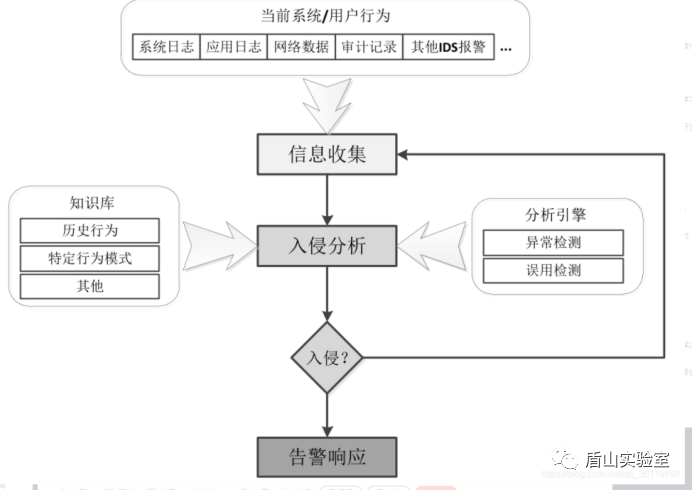 当前系统/用户行为
系统日志 应用日志 网络数据 审计记录 其他IDS报警 ...
信息收集
知识库
历史行为
特定行为模式
其他
入侵分析
分析引擎
异常检测
误用检测
入侵？
告警响应
盾山实验室